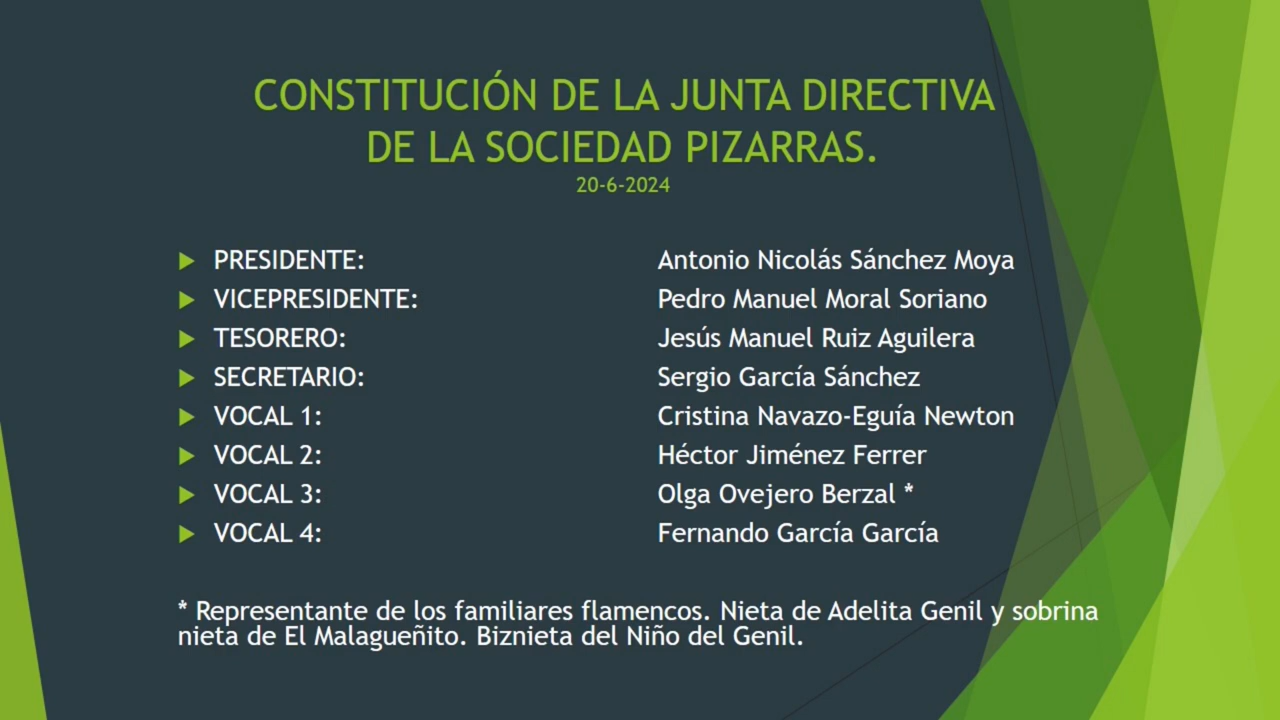 CONSTITUCIÓN DE LA JUNTA DIRECTIVA
DE LA SOCIEDAD PIZARRAS.
20-6-2024
PRESIDENTE: Antonio Nicolás Sánchez Moya
VICEPRESIDENTE: Pedro Manuel Moral Soriano
TESORERO: Jesús Manuel Ruiz Aguilera
SECRETARIO: Sergio García Sánchez
VOCAL 1: Cristina Navazo-Eguía Newton
VOCAL 2: Héctor Jiménez Ferrer
VOCAL 3: Olga Ovejero Berzal *
VOCAL 4: Fernando García García
* Representante de los familiares flamencos. Nieta de Adelita Genil y sobrina
nieta de El Malagueñito. Biznieta del Niño del Genil.